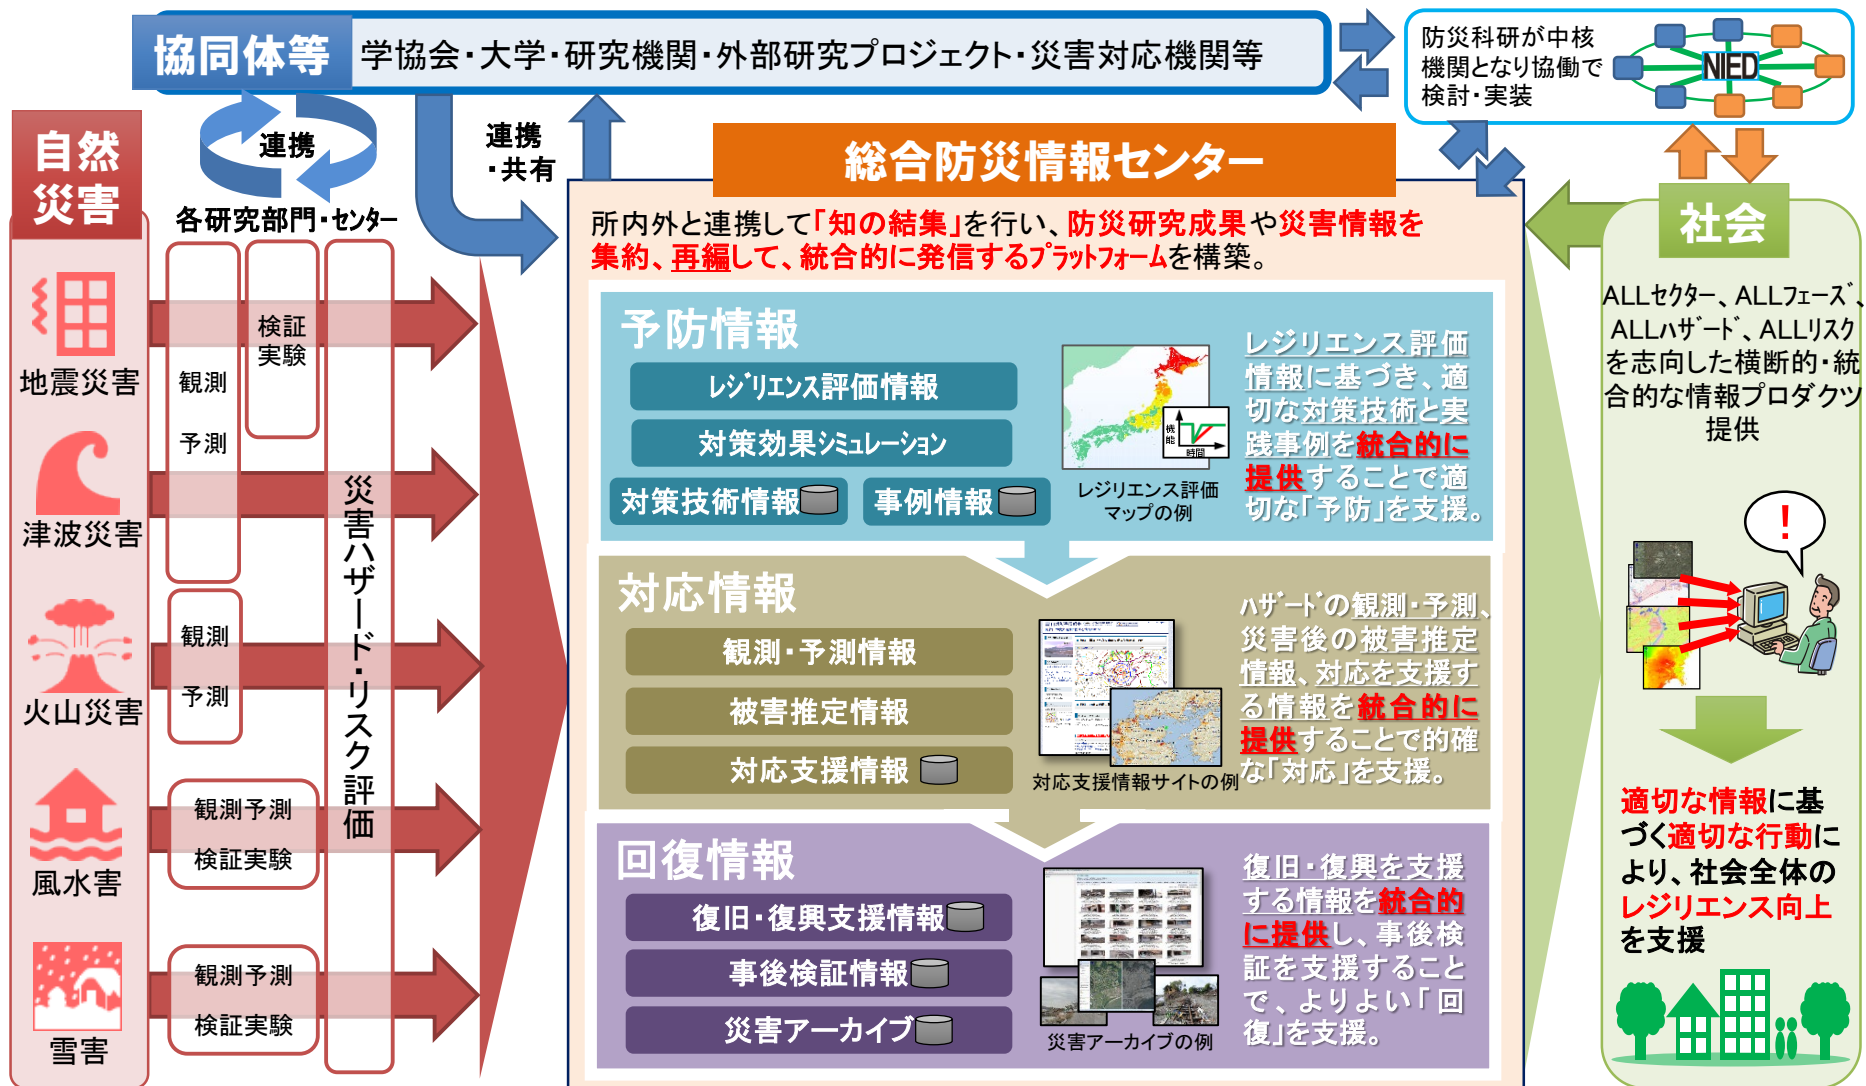 協同体等
学協会・大学・研究機関・外部研究プロジェクト・災害対応機関等
防災科研が中核
機関となり協働で
検討・実装
NIED
自然
災害
連携
各研究部門・センター
連携
・共有
地震災害
津波災害
火山災害
風水害
雪害
観測
予測
検証
実験
観測
予測
観測予測
検証実験
観測予測
検証実験
災害ハザード・リスク評価
総合防災情報センター
所内外と連携して「知の結集」を行い、防災研究成果や災害情報を
集約、再編して、統合的に発信するプラットフォームを構築。
予防情報
レジリエンス評価情報
対策効果シミュレーション
対策技術情報
事例情報
機能
時間
レジリエンス評価
マップの例
レジリエンス評価
情報に基づき、適
切な対策技術と実
践事例を統合的に
提供することで適
切な「予防」を支援。
対応情報
観測・予測情報
被害推定情報
対応支援情報
対応支援情報サイトの例
ハザードの観測・予測、
災害後の被害推定
情報、対応を支援す
る情報を統合的に
提供することで的確
な「対応」を支援。
回復情報
復旧・復興支援情報
事後検証情報
災害アーカイブ
災害アーカイブの例
復旧・復興を支援
する情報を統合的
に提供し、事後検
証を支援すること
で、よりよい「回
復」を支援。
社会
ALLセクター、ALLフェーズ、
ALLハザード、ALLリスク
を志向した横断的・統
合的な情報プロダクツ
提供
!
適切な情報に基
づく適切な行動に
より、社会全体の
レジリエンス向上
を支援